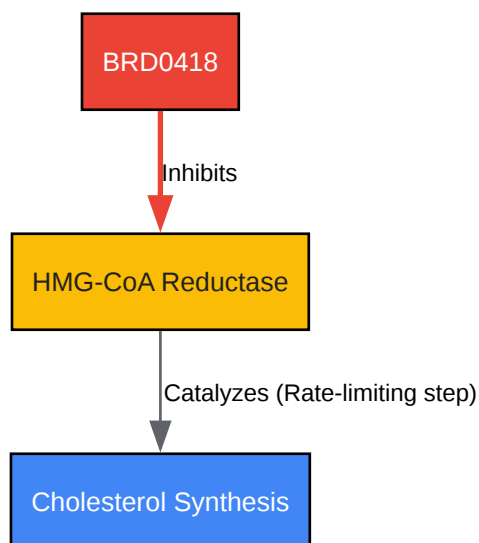 BRD0418
Inhibits
HMG-CoA Reductase
Catalyzes (Rate-limiting step)
Cholesterol Synthesis